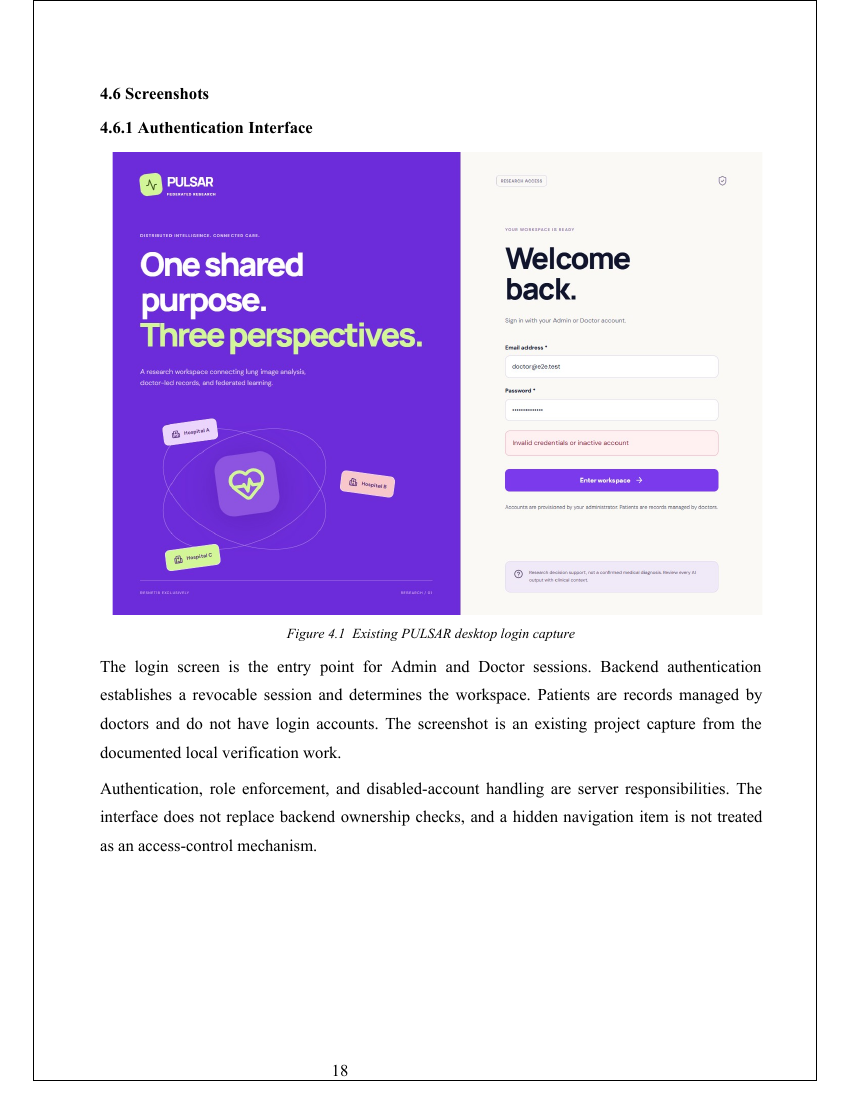 4.6 Screenshots
4.6.1 Authentication Interface
PULSAR
FEDERATED RESEARCH
DISTRIBUTED INTELLIGENCE. CONNECTED CARE.
One shared
purpose.
Three perspectives.
A research workspace connecting lung image analysis,
doctor-led records, and federated learning.
Hospital A
Hospital B
Hospital C
RESEARCH / 01
RESEARCH ACCESS
YOUR WORKSPACE IS READY
Welcome
back.
Sign in with your Admin or Doctor account.
Email address *
doctor@e2e.test
Password *
••••••••••••••
Invalid credentials or inactive account
Enter workspace →
Accounts are provisioned by your administrator. Patients are records managed by doctors.
Research decision support, not a confirmed medical diagnosis. Review every AI
output with clinical context.
Figure 4.1  Existing PULSAR desktop login capture
The login screen is the entry point for Admin and Doctor sessions. Backend authentication
establishes a revocable session and determines the workspace. Patients are records managed by
doctors and do not have login accounts. The screenshot is an existing project capture from the
documented local verification work.
Authentication, role enforcement, and disabled-account handling are server responsibilities. The
interface does not replace backend ownership checks, and a hidden navigation item is not treated
as an access-control mechanism.
18